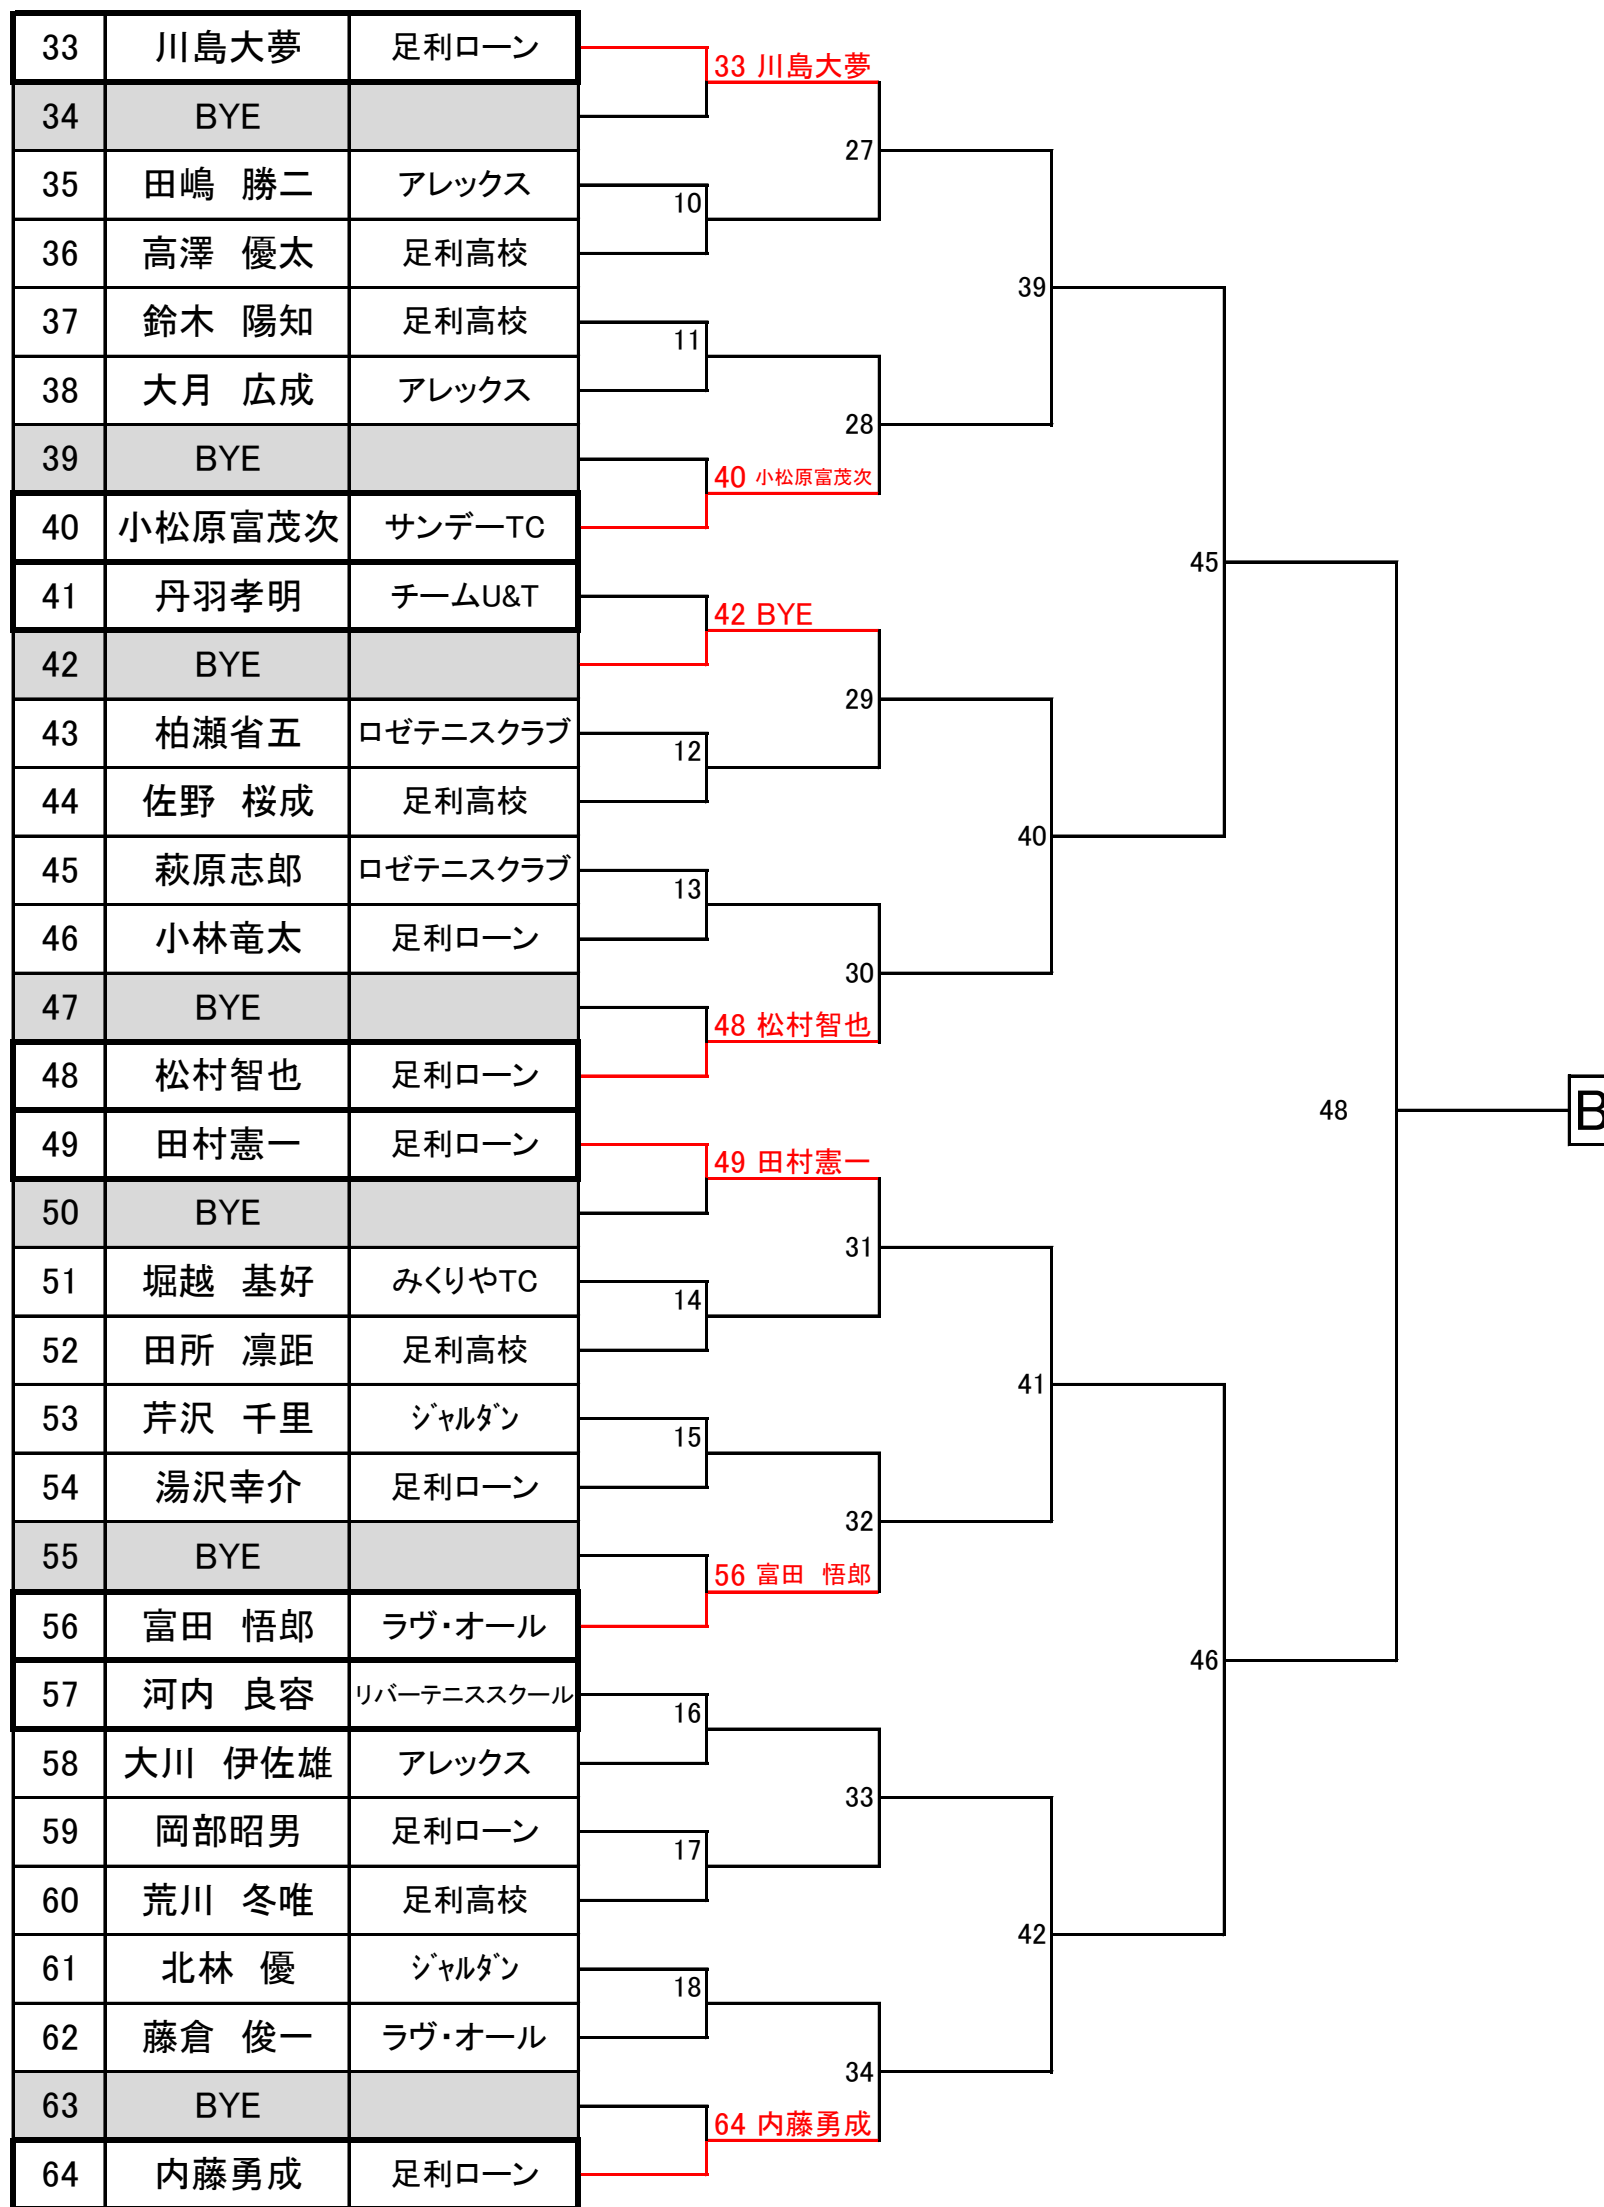 33 川島大夢 足利ローン
33 川島大夢
34 BYE
27
35 田嶋 勝二 アレックス
10
36 高澤 優太 足利高校
39
37 鈴木 陽知 足利高校
11
38 大月 広成 アレックス
28
39 BYE
40 小松原富茂次
40 小松原富茂次 サンデーTC
45
41 丹羽孝明 チームU&T
42 BYE
42 BYE
29
43 柏瀬省五 ロゼテニスクラブ
12
44 佐野 桜成 足利高校
40
45 萩原志郎 ロゼテニスクラブ
13
46 小林竜太 足利ローン
30
47 BYE
48 松村智也
48 松村智也 足利ローン
48
B
49 田村憲一 足利ローン
49 田村憲一
50 BYE
31
51 堀越 基好 みくりやTC
14
52 田所 凛距 足利高校
41
53 芹沢 千里 ジャルダン
15
54 湯沢幸介 足利ローン
32
55 BYE
56 富田 悟郎
56 富田 悟郎 ラヴ・オール
46
57 河内 良容 リバーテニススクール
16
58 大川 伊佐雄 アレックス
33
59 岡部昭男 足利ローン
17
60 荒川 冬唯 足利高校
42
61 北林 優 ジャルダン
18
62 藤倉 俊一 ラヴ・オール
34
63 BYE
64 内藤勇成
64 内藤勇成 足利ローン